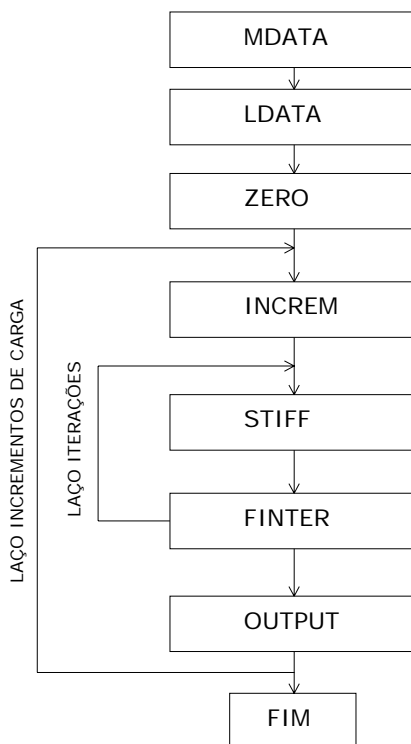 MDATA
LDATA
ZERO
INCREM
STIFF
FINTER
OUTPUT
FIM
LAÇO INCREMENTOS DE CARGA
LAÇO ITERAÇÕES